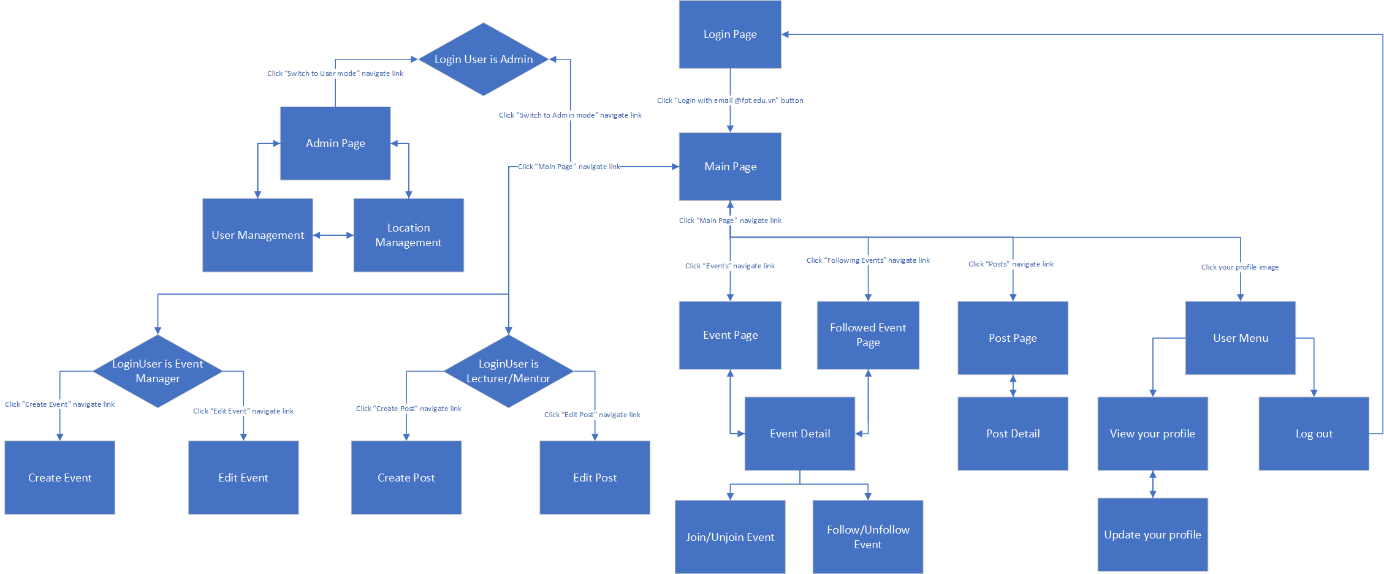 Login Page
Login User is Admin
Click "Switch to User mode" navigate link
Click "Login with email @fpt.edu.vn" button
Click "Switch to Admin mode" navigate link
Admin Page
Click "Main Page" navigate link
Main Page
User Management
Location
Management
Click "Main Page" navigate link
Click "Events" navigate link
Click "Following Events" navigate link
Click "Posts" navigate link
Click your profile image
Event Page
Followed Event
Page
Post Page
User Menu
LoginUser is Event
Manager
LoginUser is
Lecturer/Mentor
Click "Create Event" navigate link
Click "Edit Event" navigate link
Click "Create Post" navigate link
Click "Edit Post" navigate link
Event Detail
Post Detail
View your profile
Log out
Create Event
Edit Event
Create Post
Edit Post
Join/Unjoin Event
Follow/Unfollow
Event
Update your profile